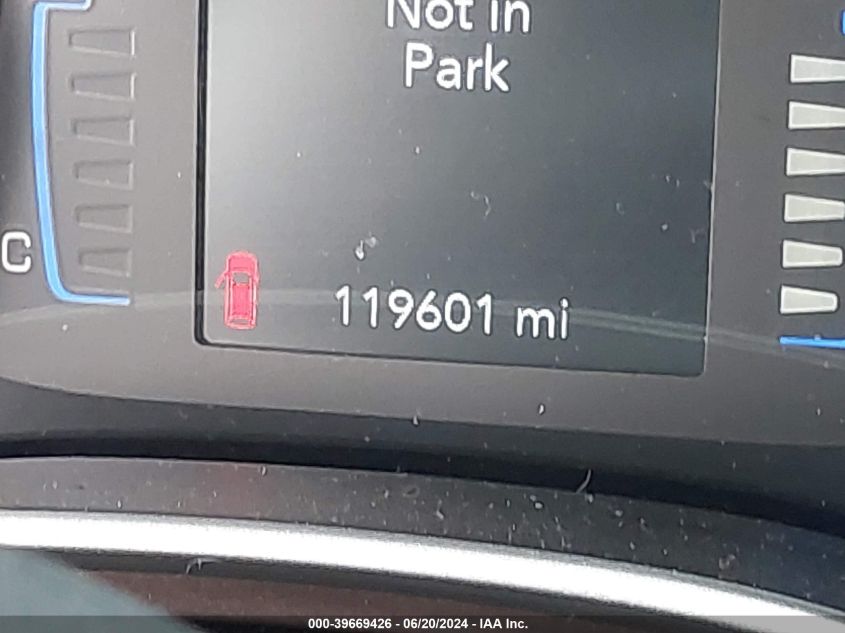 Not in
Park
C
119601 mi
000-39669426 - 06/20/2024 - IAA Inc.